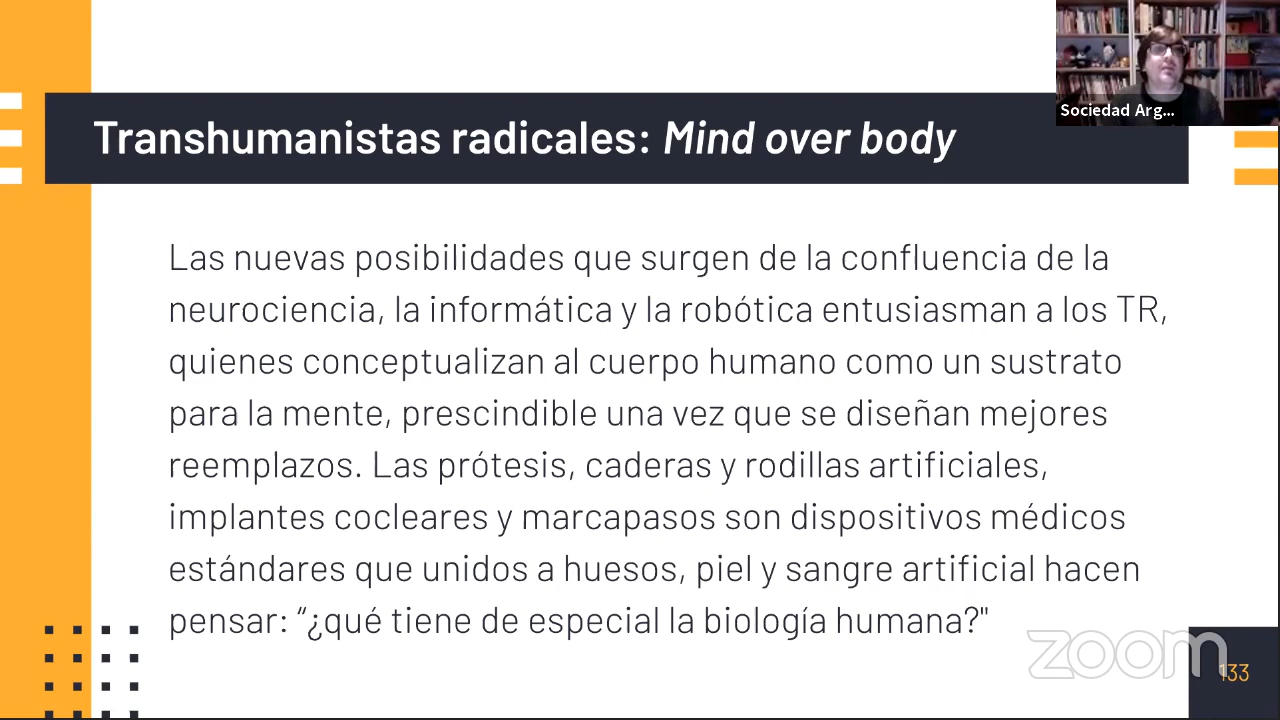 Sociedad Arg...
Transhumanistas radicales: Mind over body
Las nuevas posibilidades que surgen de la confluencia de la
neurociencia, la informática y la robótica entusiasman a los TR,
quienes conceptualizan al cuerpo humano como un sustrato
para la mente, prescindible una vez que se diseñan mejores
reemplazos. Las prótesis, caderas y rodillas artificiales,
implantes cocleares y marcapasos son dispositivos médicos
estándares que unidos a huesos, piel y sangre artificial hacen
pensar: “¿qué tiene de especial la biología humana?"
zoom
133